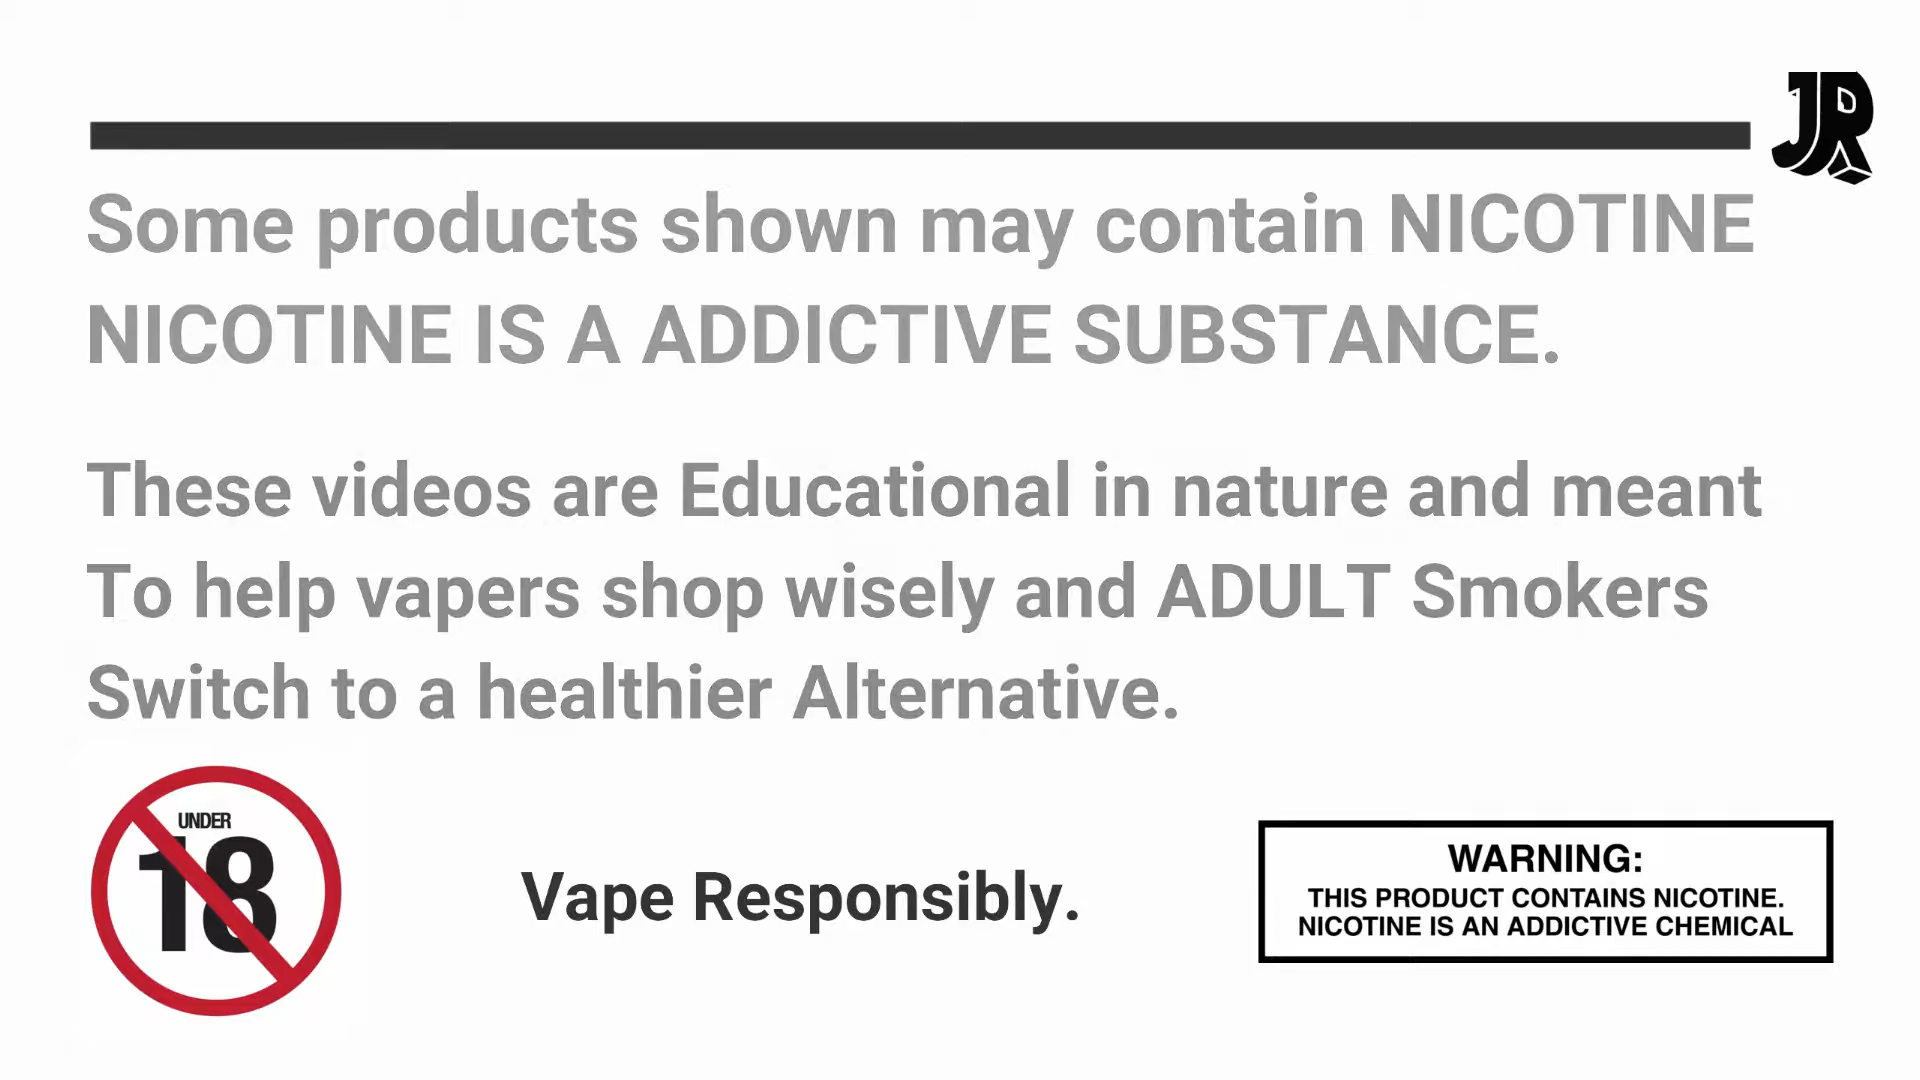 JR
Some products shown may contain NICOTINE
NICOTINE IS A ADDICTIVE SUBSTANCE.
These videos are Educational in nature and meant
To help vapers shop wisely and ADULT Smokers
Switch to a healthier Alternative.
UNDER
18
Vape Responsibly.
WARNING:
THIS PRODUCT CONTAINS NICOTINE.
NICOTINE IS AN ADDICTIVE CHEMICAL